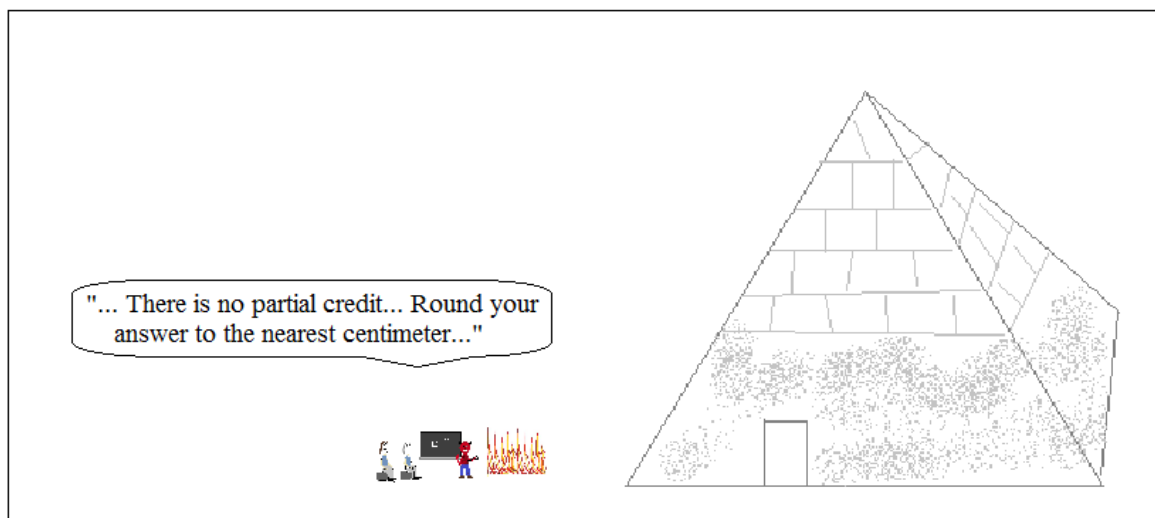 "... There is no partial credit... Round your
answer to the nearest centimeter..."